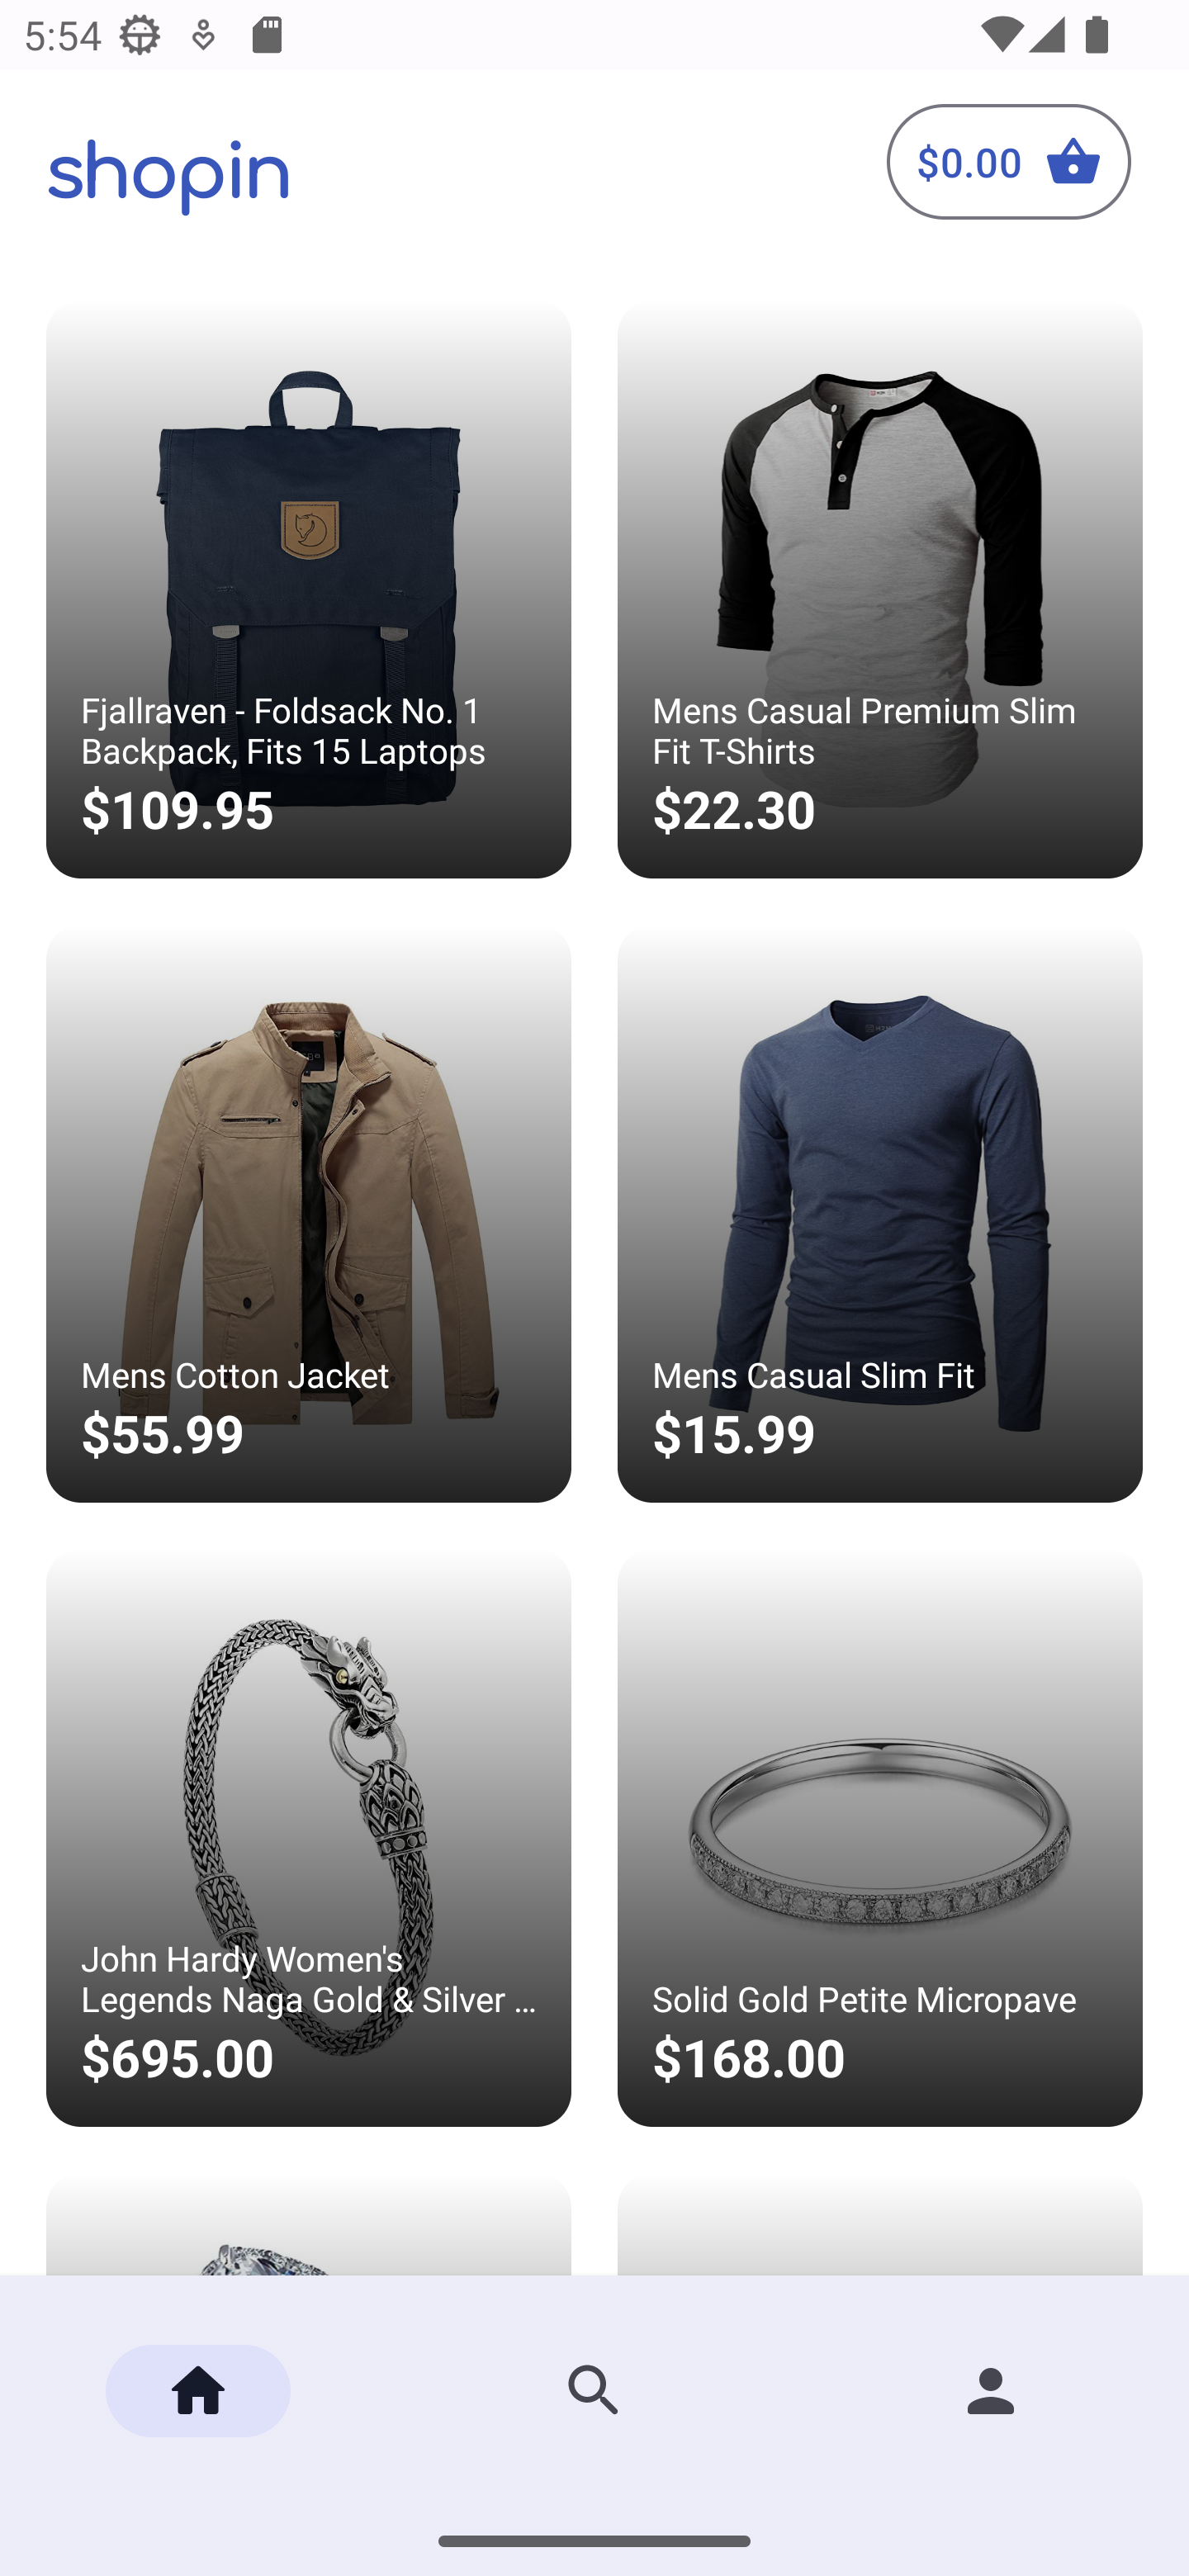 5:54
shopin
$0.00
Fjallraven - Foldsack No. 1
Backpack, Fits 15 Laptops
$109.95
Mens Casual Premium Slim
Fit T-Shirts
$22.30
Mens Cotton Jacket
$55.99
Mens Casual Slim Fit
$15.99
John Hardy Women's
Legends Naga Gold & Silver ...
$695.00
Solid Gold Petite Micropave
$168.00